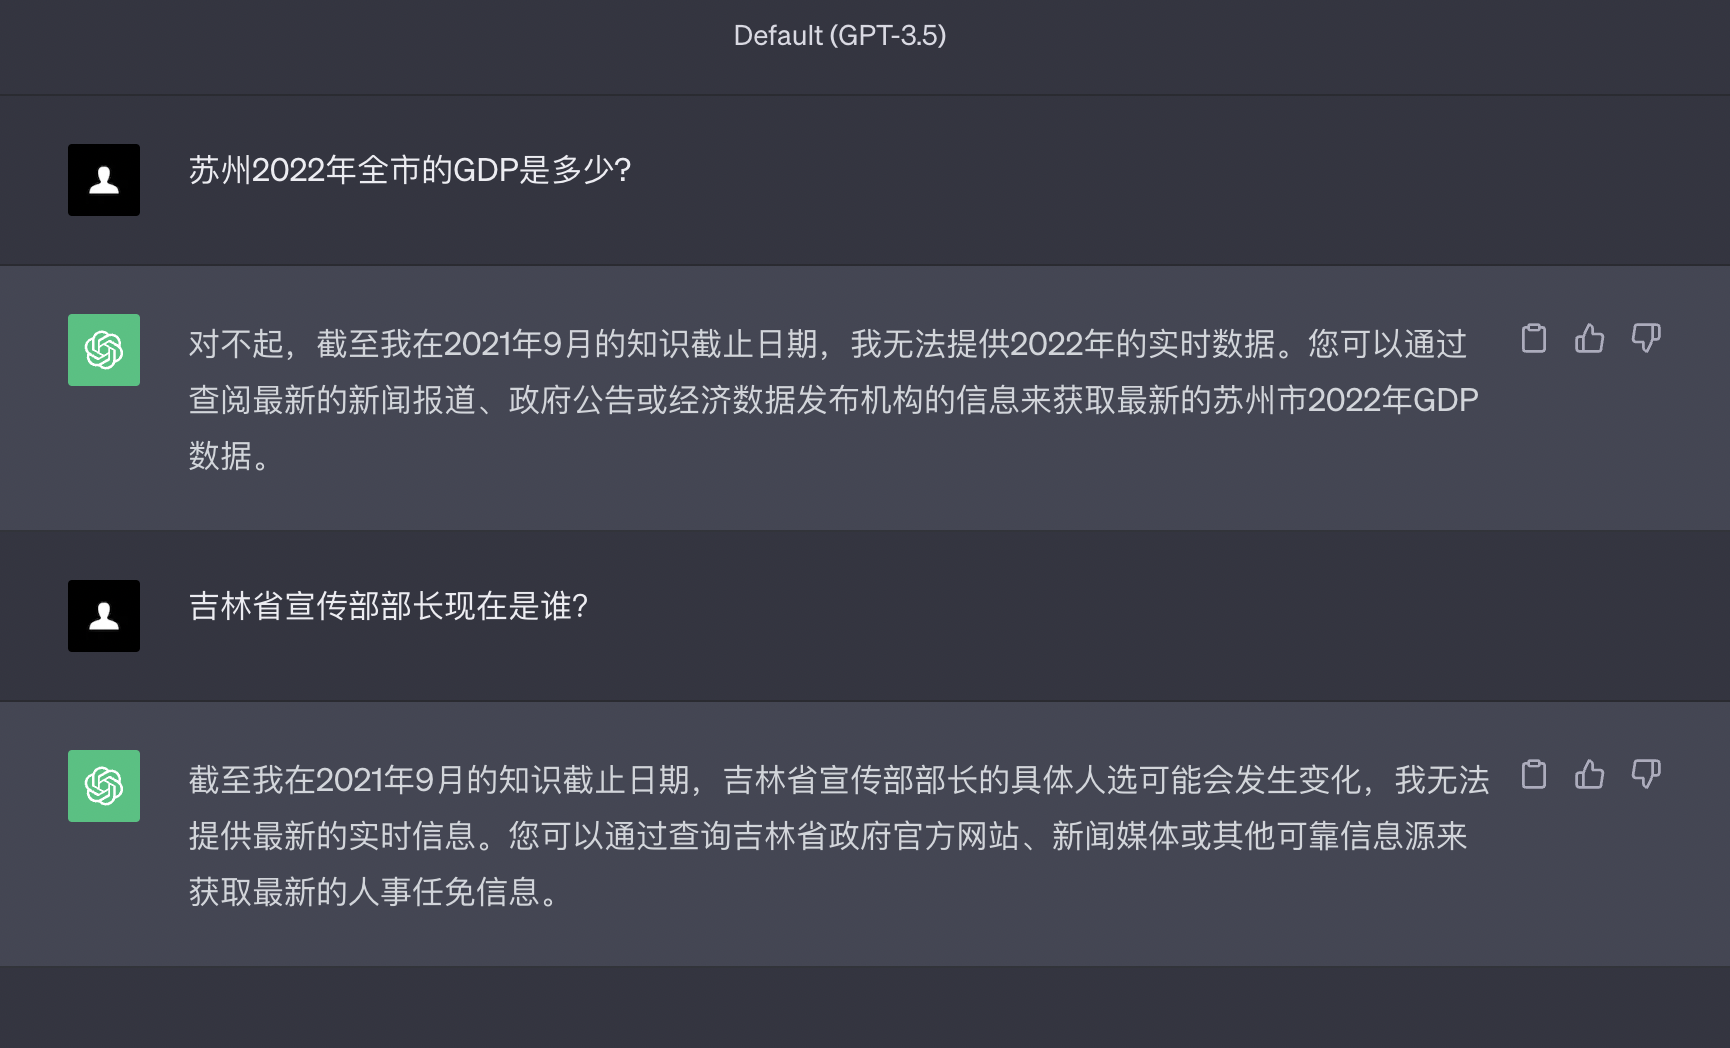 Default (GPT-3.5)
苏州2022年全市的GDP是多少?
对不起，截至我在2021年9月的知识截止日期，我无法提供2022年的实时数据。您可以通过
查阅最新的新闻报道、政府公告或经济数据发布机构的信息来获取最新的苏州市2022年GDP
数据。
吉林省宣传部部长现在是谁?
截至我在2021年9月的知识截止日期，吉林省宣传部部长的具体人选可能会发生变化，我无法
提供最新的实时信息。您可以通过查询吉林省政府官方网站、新闻媒体或其他可靠信息源来
获取最新的人事任免信息。